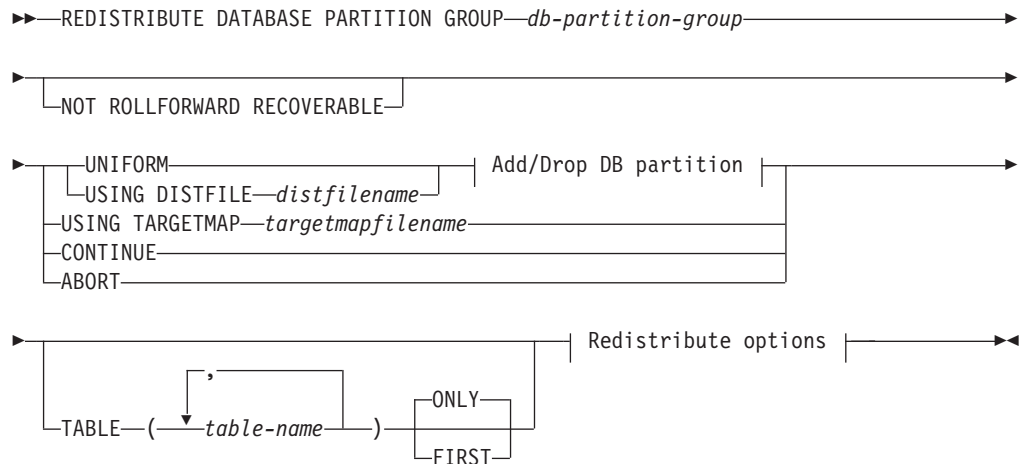 REDISTRIBUTE DATABASE PARTITION GROUP db-partition-group
NOT ROLLFORWARD RECOVERABLE
UNIFORM Add/Drop DB partition
USING DISTFILE distfilename
USING TARGETMAP targetmapfilename
CONTINUE
ABORT
Redistribute options
,
ONLY
TABLE ( table-name )
FIRST